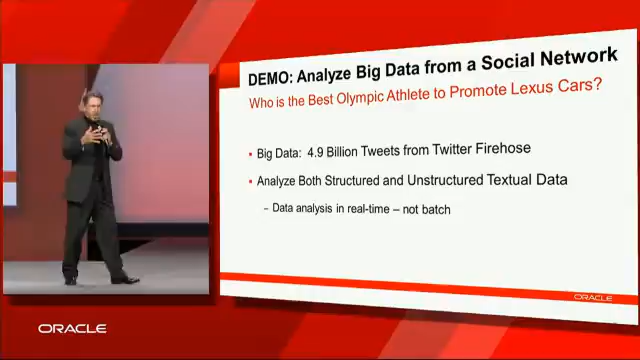 DEMO: Analyze Big Data from a Social Network
Who is the Best Olympic Athlete to Promote Lexus Cars?
• Big Data: 4.9 Billion Tweets from Twitter Firehose
• Analyze Both Structured and Unstructured Textual Data
– Data analysis in real-time – not batch
ORACLE
ORACLE